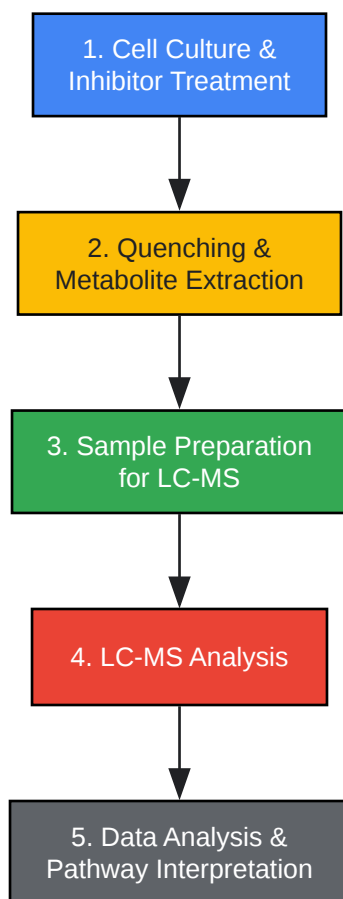 1. Cell Culture &
Inhibitor Treatment
2. Quenching &
Metabolite Extraction
3. Sample Preparation
for LC-MS
4. LC-MS Analysis
5. Data Analysis &
Pathway Interpretation